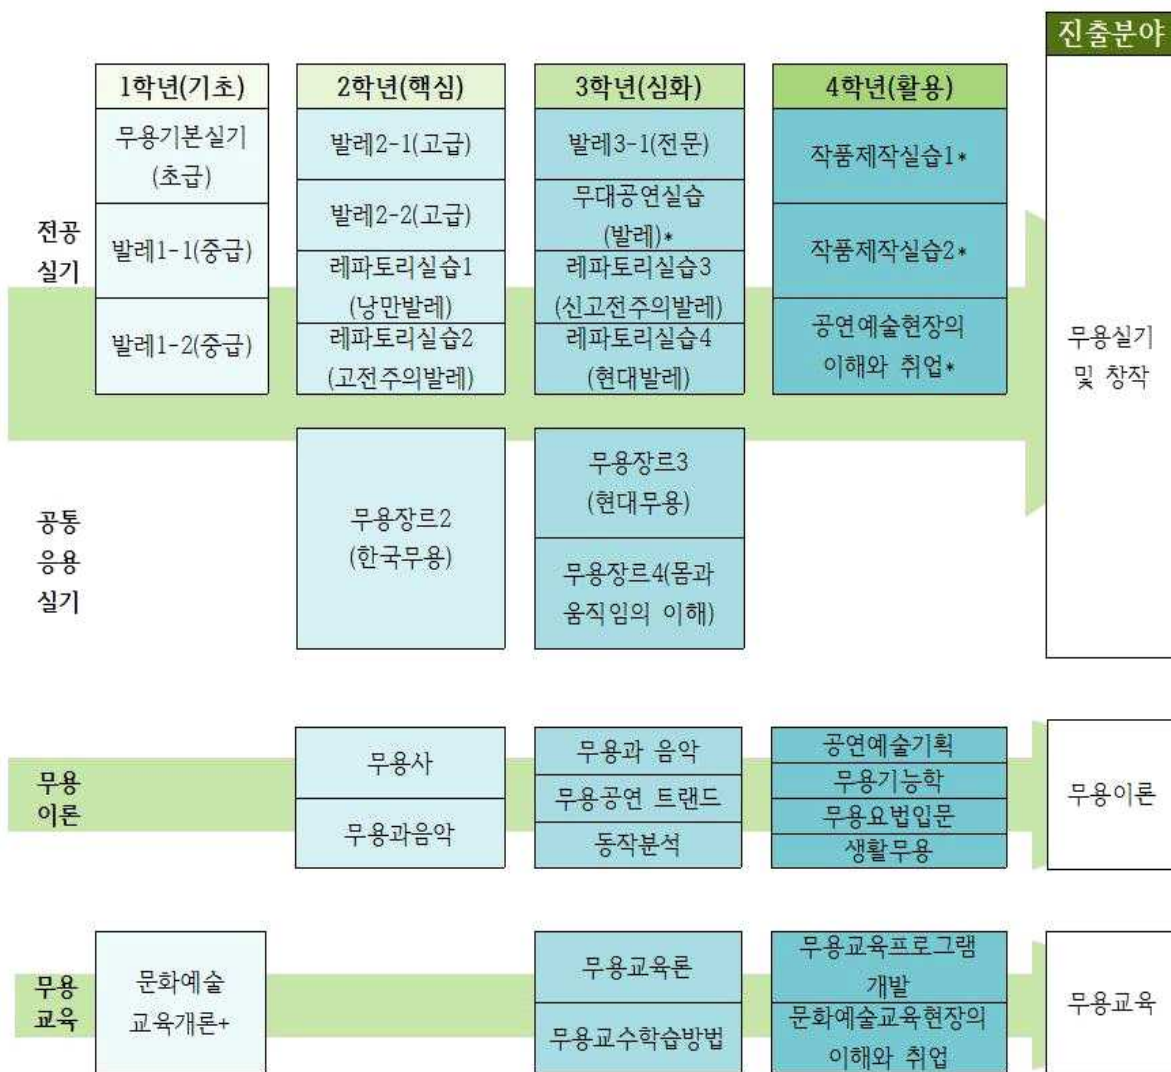 진출분야
1학년(기초)
2학년(핵심)
3학년(심화)
4학년(활용)
전공
실기
무용기본실기
(초급)
발레1-1(중급)
발레1-2(중급)
발레2-1(고급)
발레2-2(고급)
레파토리실습1
(낭만발레)
레파토리실습2
(고전주의발레)
발레3-1(전문)
무대공연실습
(발레)*
레파토리실습3
(신고전주의발레)
레파토리실습4
(현대발레)
작품제작실습1*
작품제작실습2*
공연예술현장의
이해와 취업*
무용실기
및 창작
공통
응용
실기
무용장르2
(한국무용)
무용장르3
(현대무용)
무용장르4(몸과
움직임의 이해)
무용
이론
무용사
무용과음악
무용과 음악
무용공연 트랜드
동작분석
공연예술기획
무용기능학
무용요법입문
생활무용
무용이론
무용
교육
문화예술
교육개론+
무용교육론
무용교수학습방법
무용교육프로그램
개발
문화예술교육현장의
이해와 취업
무용교육